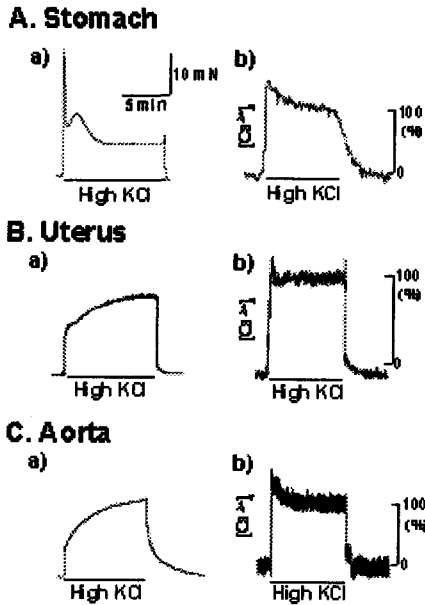 A. Stomach
a)
10 mN
5 min
High KCl
b)
100
(%)
0
High KCl
B. Uterus
a)
High KCl
b)
100
(%)
0
High KCl
C. Aorta
a)
High KCl
b)
100
(%)
0
High KCl